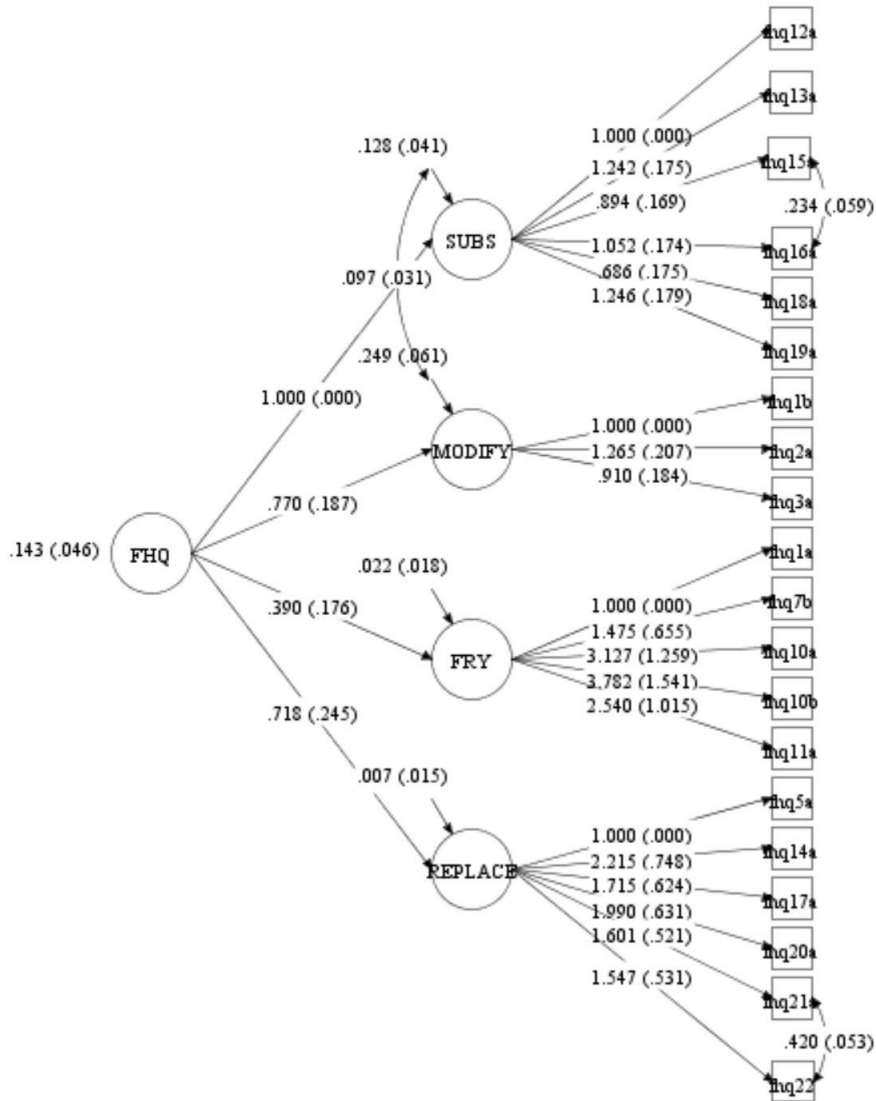 fhq12a
fhq13a
1.000 (.000)
.128 (.041)
1.242 (.175)
fhq15a
.894 (.169)
.234 (.059)
SUBS
1.052 (.174)
fhq16a
.686 (.175)
.097 (.031)
1.246 (.179)
fhq18a
fhq19a
.249 (.061)
1.000 (.000)
fhq1b
1.000 (.000)
MODIFY
1.265 (.207)
fhq2a
.910 (.184)
.770 (.187)
fhq3a
.143 (.046)
FHQ
fhq1a
.022 (.018)
1.000 (.000)
fhq7b
.390 (.176)
1.475 (.655)
FRY
3.127 (1.259)
fhq10a
3.782 (1.541)
fhq10b
2.540 (1.015)
.718 (.245)
fhq11a
.007 (.015)
fhq5a
1.000 (.000)
2.215 (.748)
fhq14a
REPLACE
1.715 (.624)
fhq17a
1.990 (.631)
1.601 (.521)
fhq20a
1.547 (.531)
fhq21a
.420 (.053)
fhq22